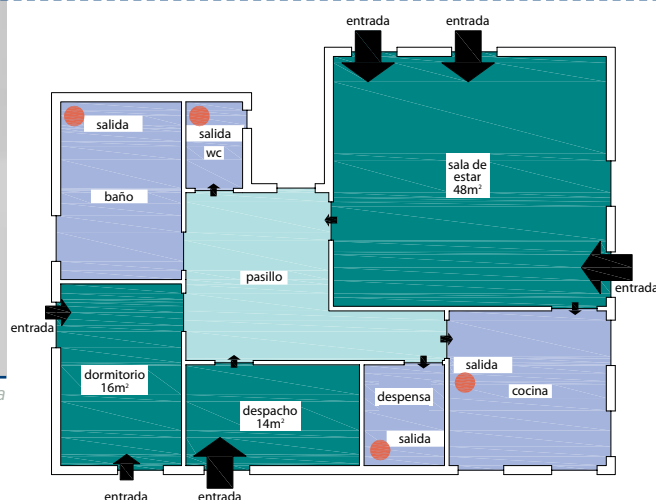 entrada
entrada
salida
salida
wc
sala de
estar
48m²
baño
pasillo
entrada
entrada
salida
dormitorio
16m²
despensa
cocina
despacho
14m²
salida
entrada
entrada
a